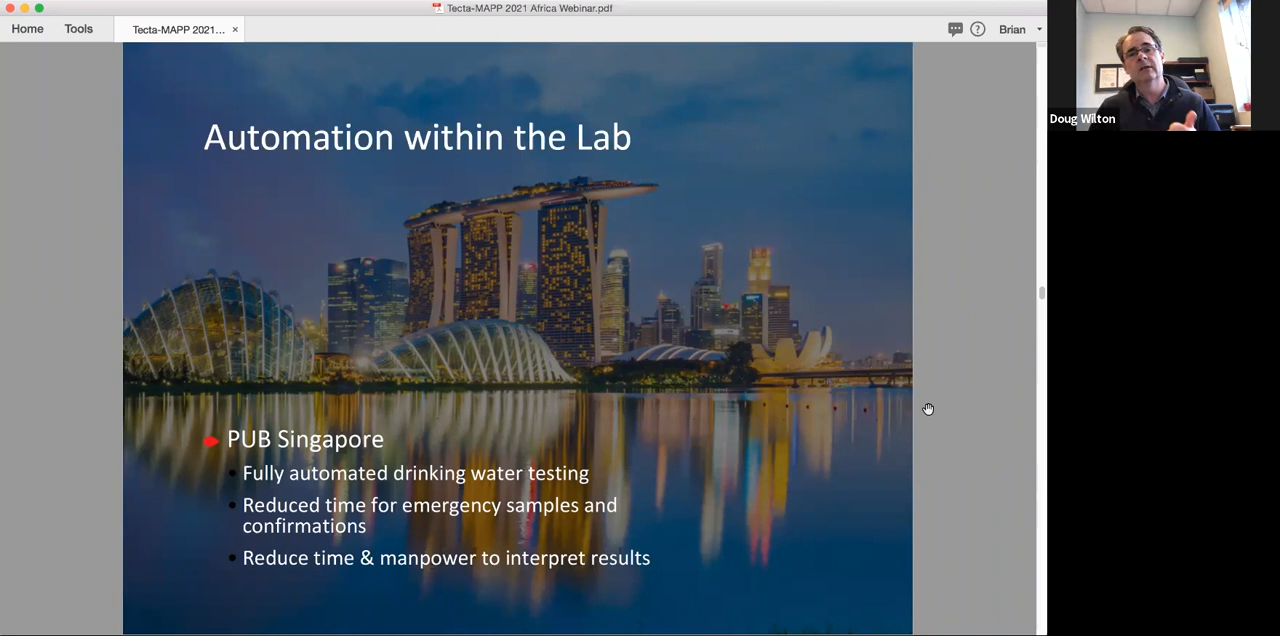 Tecta-MAPP 2021 Africa Webinar.pdf
Home
Tools
Tecta-MAPP 2021...
×
?
Brian
Doug Wilton
Automation within the Lab
PUB Singapore
Fully automated drinking water testing
Reduced time for emergency samples and
confirmations
Reduce time & manpower to interpret results